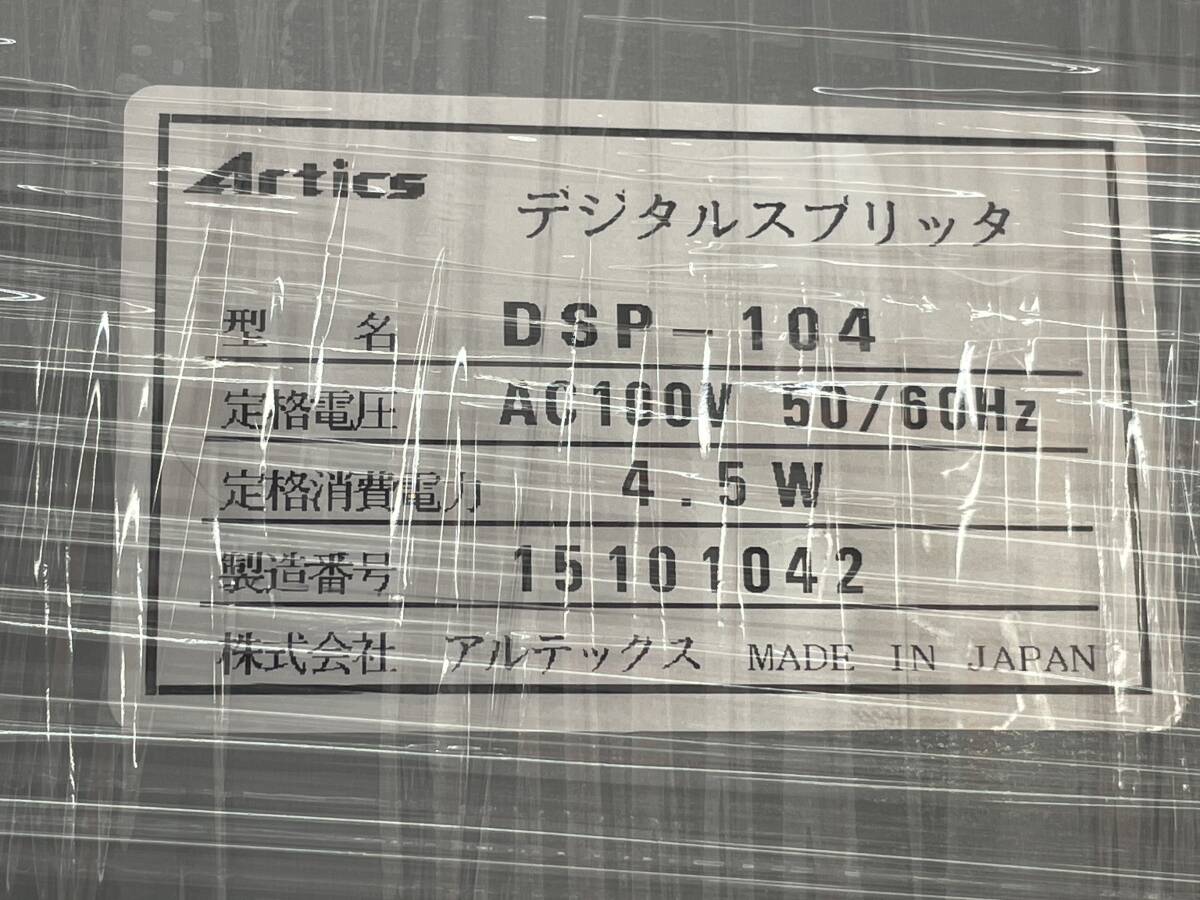 Artics
デジタルスプリッタ
型名 DSP-104
定格電圧 AC100V 50/60Hz
定格消費電力 4.5W
製造番号 15101042
株式会社 アルテックス MADE IN JAPAN